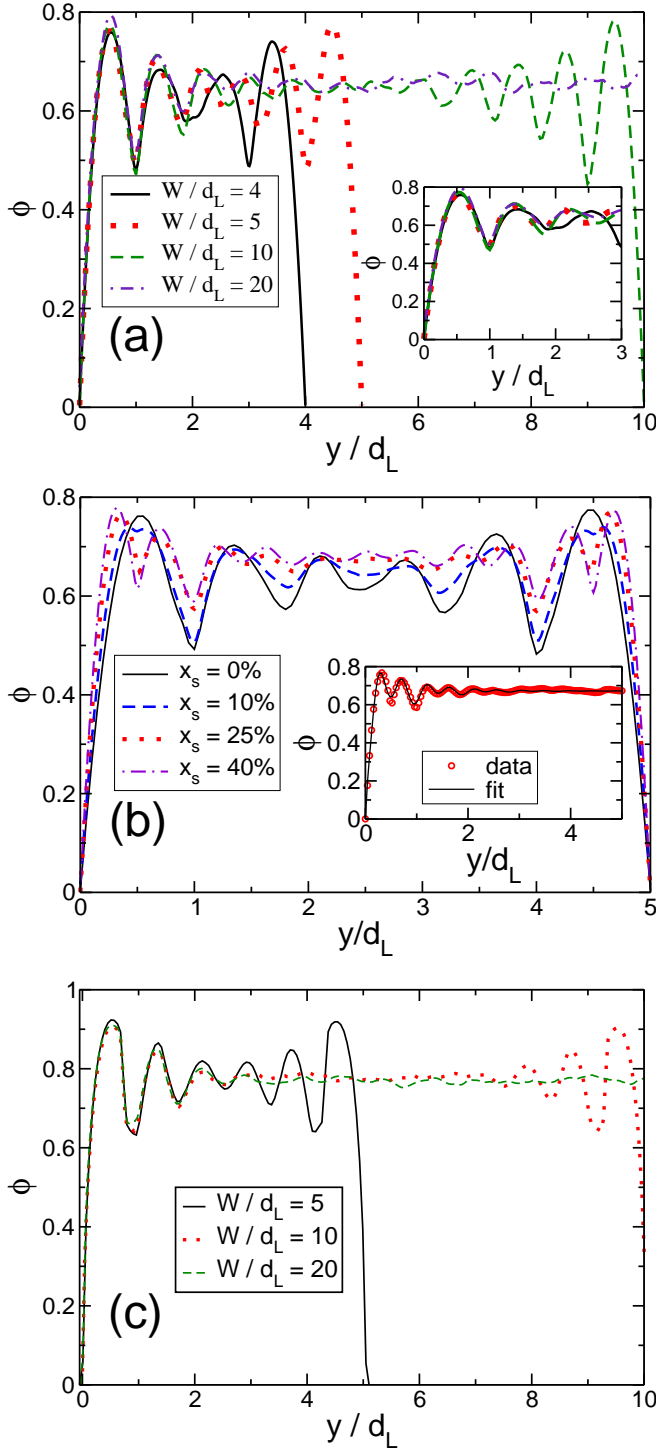 0.8
0.6
0.4
0.2
0
ϕ
W / d_L = 4
W / d_L = 5
W / d_L = 10
W / d_L = 20
(a)
0.8
0.6
0.4
0.2
0
ϕ
0 1 2 3
y / d_L
0 2 4 6 8 10
y / d_L
0.8
0.6
0.4
0.2
0
ϕ
x_s = 0%
x_s = 10%
x_s = 25%
x_s = 40%
(b)
0.8
0.6
0.4
0.2
0
ϕ
data
fit
0 2 4
y/d_L
0 1 2 3 4 5
y/d_L
1
0.8
0.6
0.4
0.2
0
ϕ
W / d_L = 5
W / d_L = 10
W / d_L = 20
(c)
0 2 4 6 8 10
y / d_L